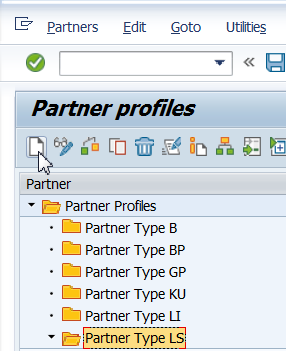 Partners Edit Goto Utilities
Partner profiles
Partner
Partner Profiles
Partner Type B
Partner Type BP
Partner Type GP
Partner Type KU
Partner Type LI
Partner Type LS